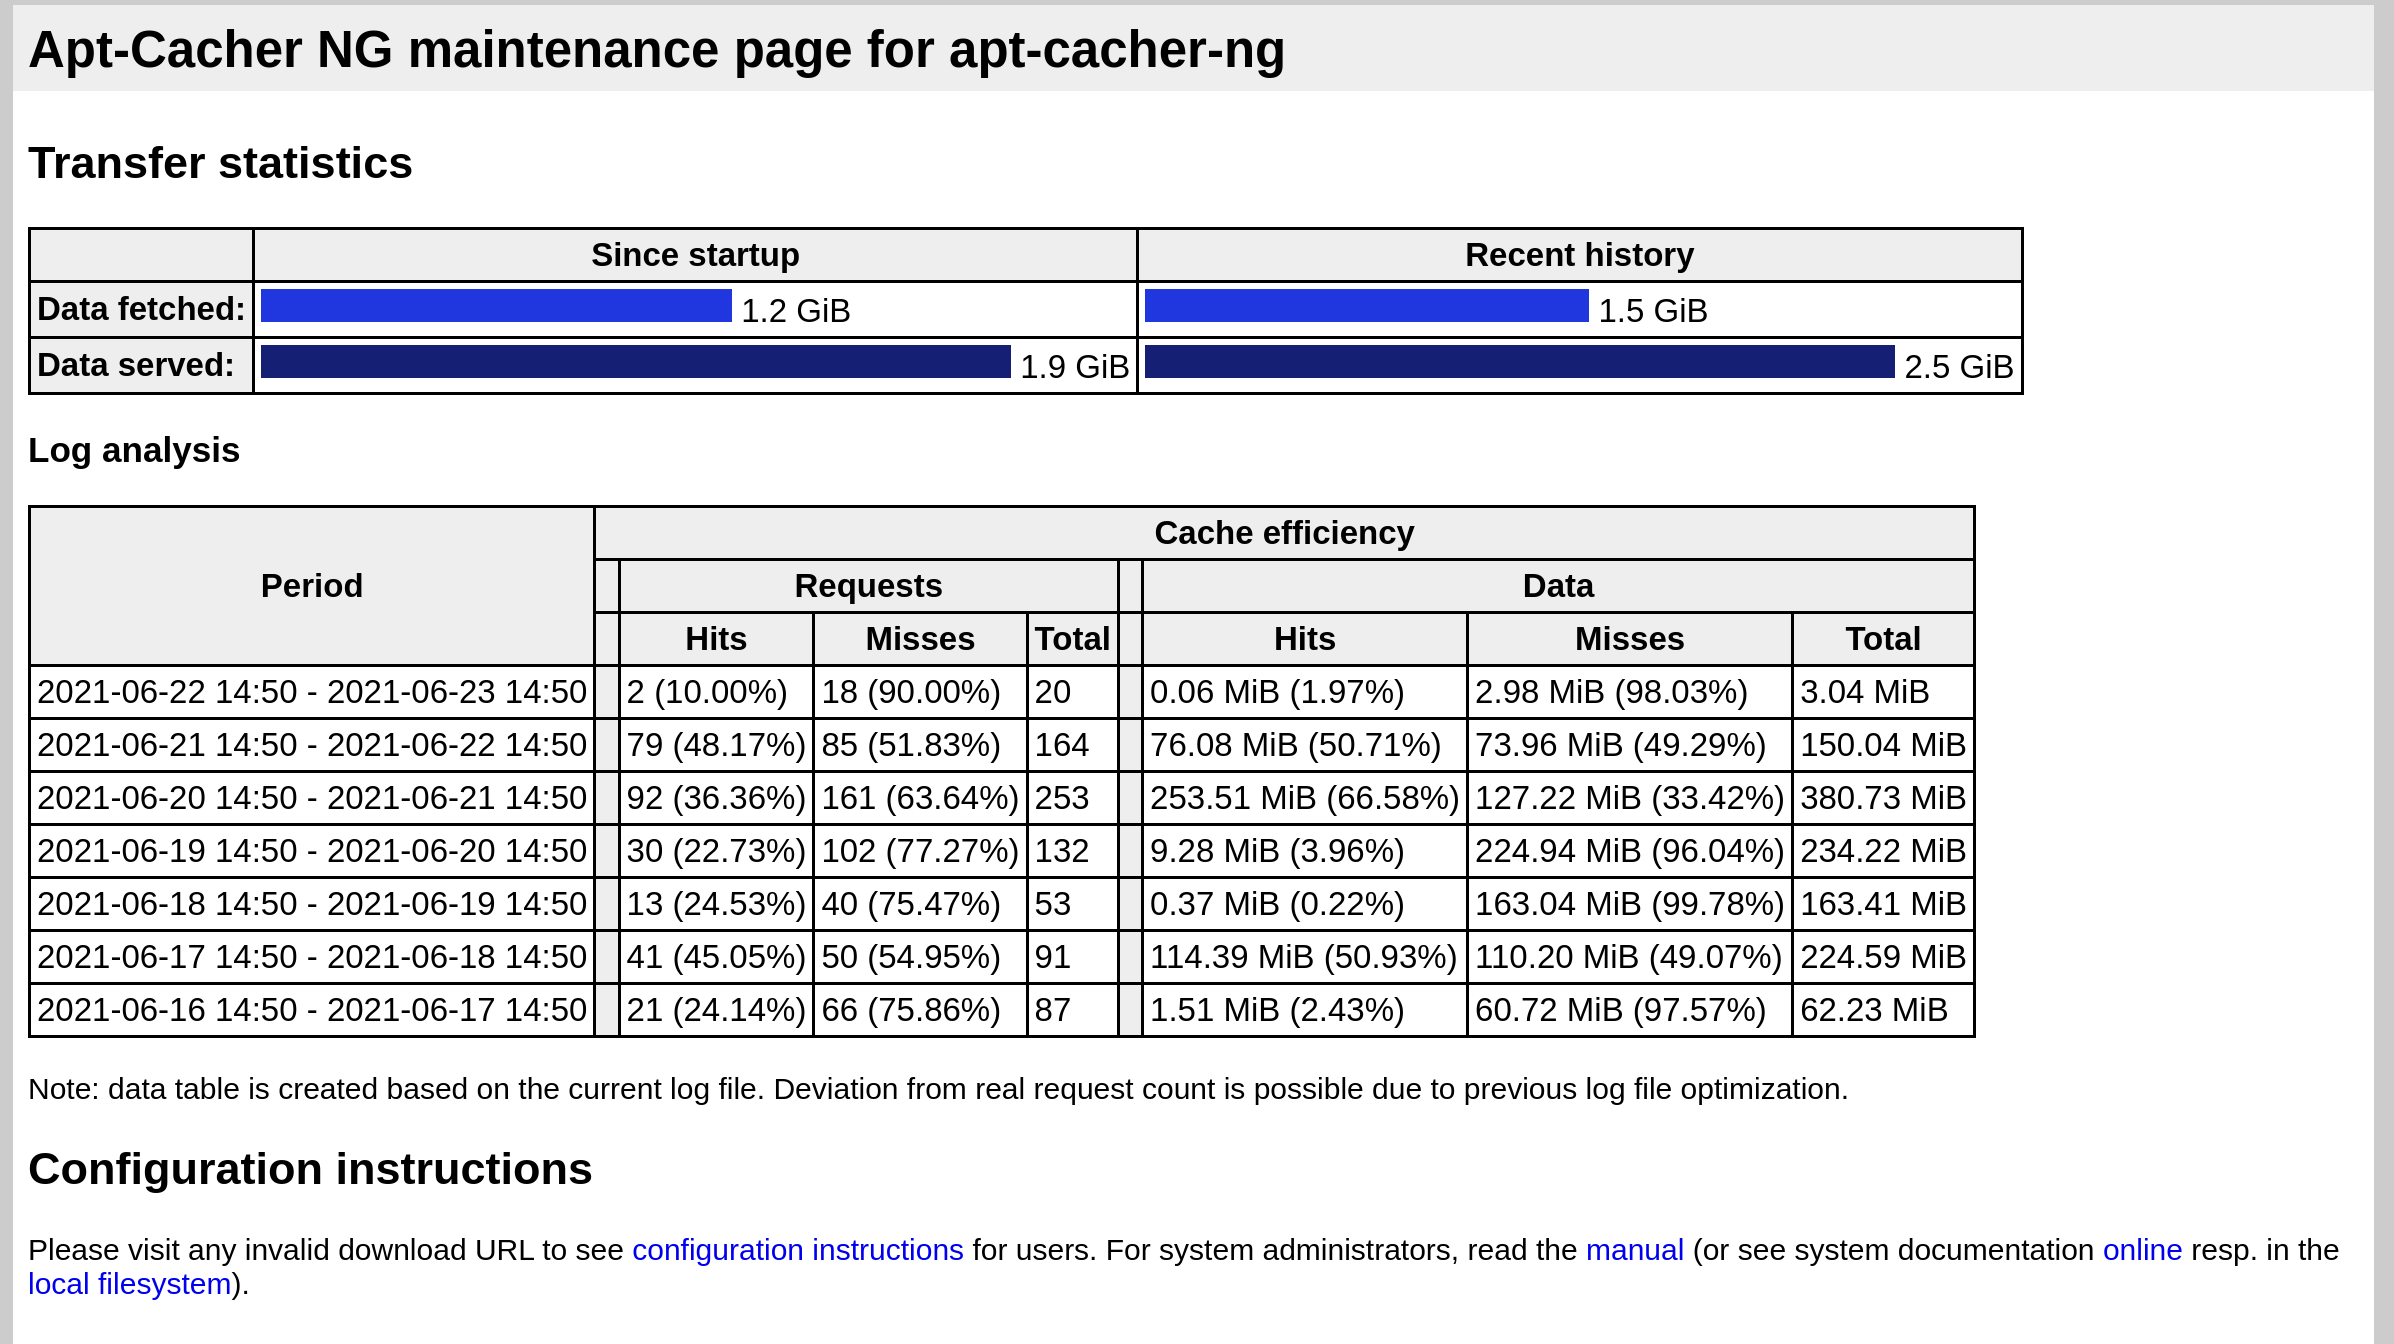 Apt-Cacher NG maintenance page for apt-cacher-ng
Transfer statistics
Since startup Recent history
Data fetched: 1.2 GiB 1.5 GiB
Data served: 1.9 GiB 2.5 GiB
Log analysis
Period Cache efficiency
Requests Data
Hits Misses Total Hits Misses Total
2021-06-22 14:50 - 2021-06-23 14:50 2 (10.00%) 18 (90.00%) 20 0.06 MiB (1.97%) 2.98 MiB (98.03%) 3.04 MiB
2021-06-21 14:50 - 2021-06-22 14:50 79 (48.17%) 85 (51.83%) 164 76.08 MiB (50.71%) 73.96 MiB (49.29%) 150.04 MiB
2021-06-20 14:50 - 2021-06-21 14:50 92 (36.36%) 161 (63.64%) 253 253.51 MiB (66.58%) 127.22 MiB (33.42%) 380.73 MiB
2021-06-19 14:50 - 2021-06-20 14:50 30 (22.73%) 102 (77.27%) 132 9.28 MiB (3.96%) 224.94 MiB (96.04%) 234.22 MiB
2021-06-18 14:50 - 2021-06-19 14:50 13 (24.53%) 40 (75.47%) 53 0.37 MiB (0.22%) 163.04 MiB (99.78%) 163.41 MiB
2021-06-17 14:50 - 2021-06-18 14:50 41 (45.05%) 50 (54.95%) 91 114.39 MiB (50.93%) 110.20 MiB (49.07%) 224.59 MiB
2021-06-16 14:50 - 2021-06-17 14:50 21 (24.14%) 66 (75.86%) 87 1.51 MiB (2.43%) 60.72 MiB (97.57%) 62.23 MiB
Note: data table is created based on the current log file. Deviation from real request count is possible due to previous log file optimization.
Configuration instructions
Please visit any invalid download URL to see configuration instructions for users. For system administrators, read the manual (or see system documentation online resp. in the
local filesystem).